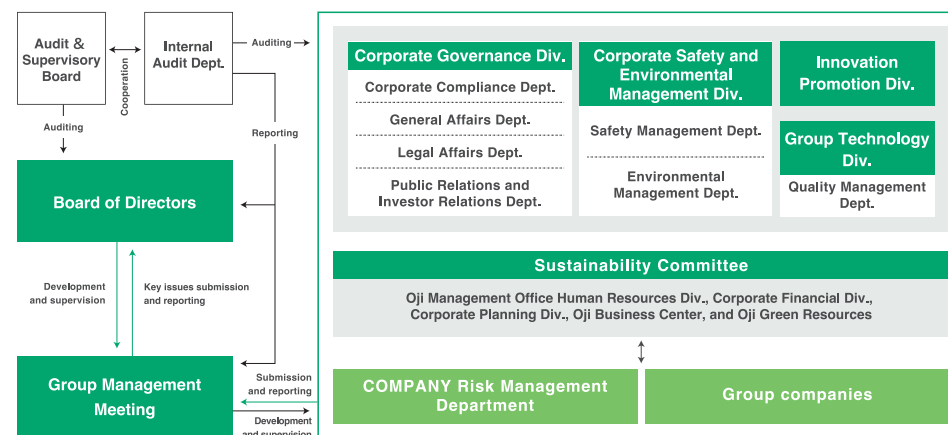 Audit &
Supervisory
Board
Cooperation
Internal
Audit Dept.
Auditing
Auditing
Reporting
Board of Directors
Development
and supervision
Key issues submission
and reporting
Group Management
Meeting
Submission
and reporting
Development
and supervision
Corporate Governance Div.
Corporate Compliance Dept.
General Affairs Dept.
Legal Affairs Dept.
Public Relations and
Investor Relations Dept.
Corporate Safety and
Environmental
Management Div.
Safety Management Dept.
Environmental
Management Dept.
Innovation
Promotion Div.
Group Technology
Div.
Quality Management
Dept.
Sustainability Committee
Oji Management Office Human Resources Div., Corporate Financial Div.,
Corporate Planning Div., Oji Business Center, and Oji Green Resources
COMPANY Risk Management
Department
Group companies